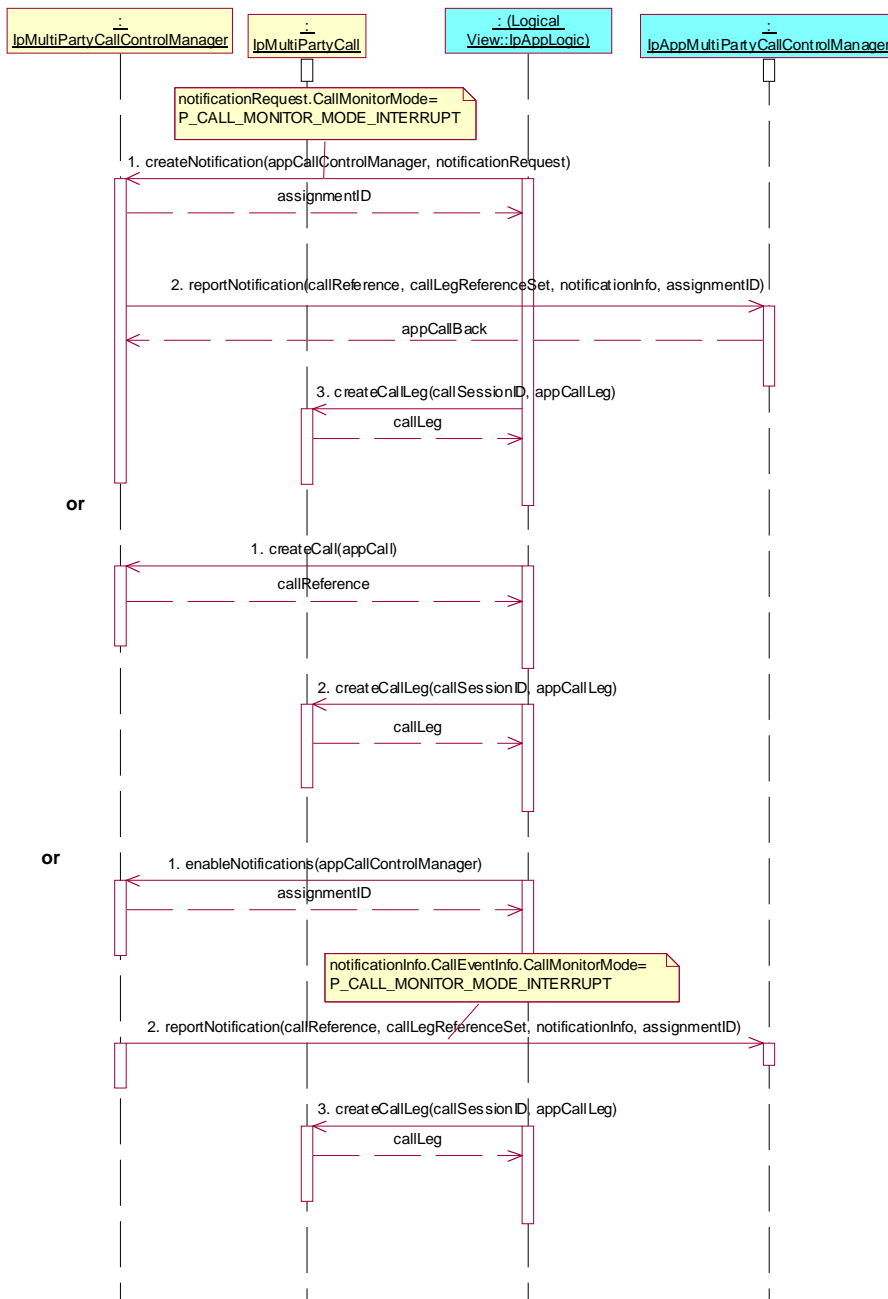 :
IpMultiPartyCallControlManager
:
IpMultiPartyCall
: (Logical
View::IpAppLogic)
:
IpAppMultiPartyCallControlManager
notificationRequest.CallMonitorMode=
P_CALL_MONITOR_MODE_INTERRUPT
1. createNotification(appCallControlManager, notificationRequest)
assignmentID
2. reportNotification(callReference, callLegReferenceSet, notificationInfo, assignmentID)
appCallBack
3. createCallLeg(callSessionID, appCallLeg)
callLeg
or
1. createCall(appCall)
callReference
2. createCallLeg(callSessionID, appCallLeg)
callLeg
or
1. enableNotifications(appCallControlManager)
assignmentID
notificationInfo.CallEventInfo.CallMonitorMode=
P_CALL_MONITOR_MODE_INTERRUPT
2. reportNotification(callReference, callLegReferenceSet, notificationInfo, assignmentID)
3. createCallLeg(callSessionID, appCallLeg)
callLeg